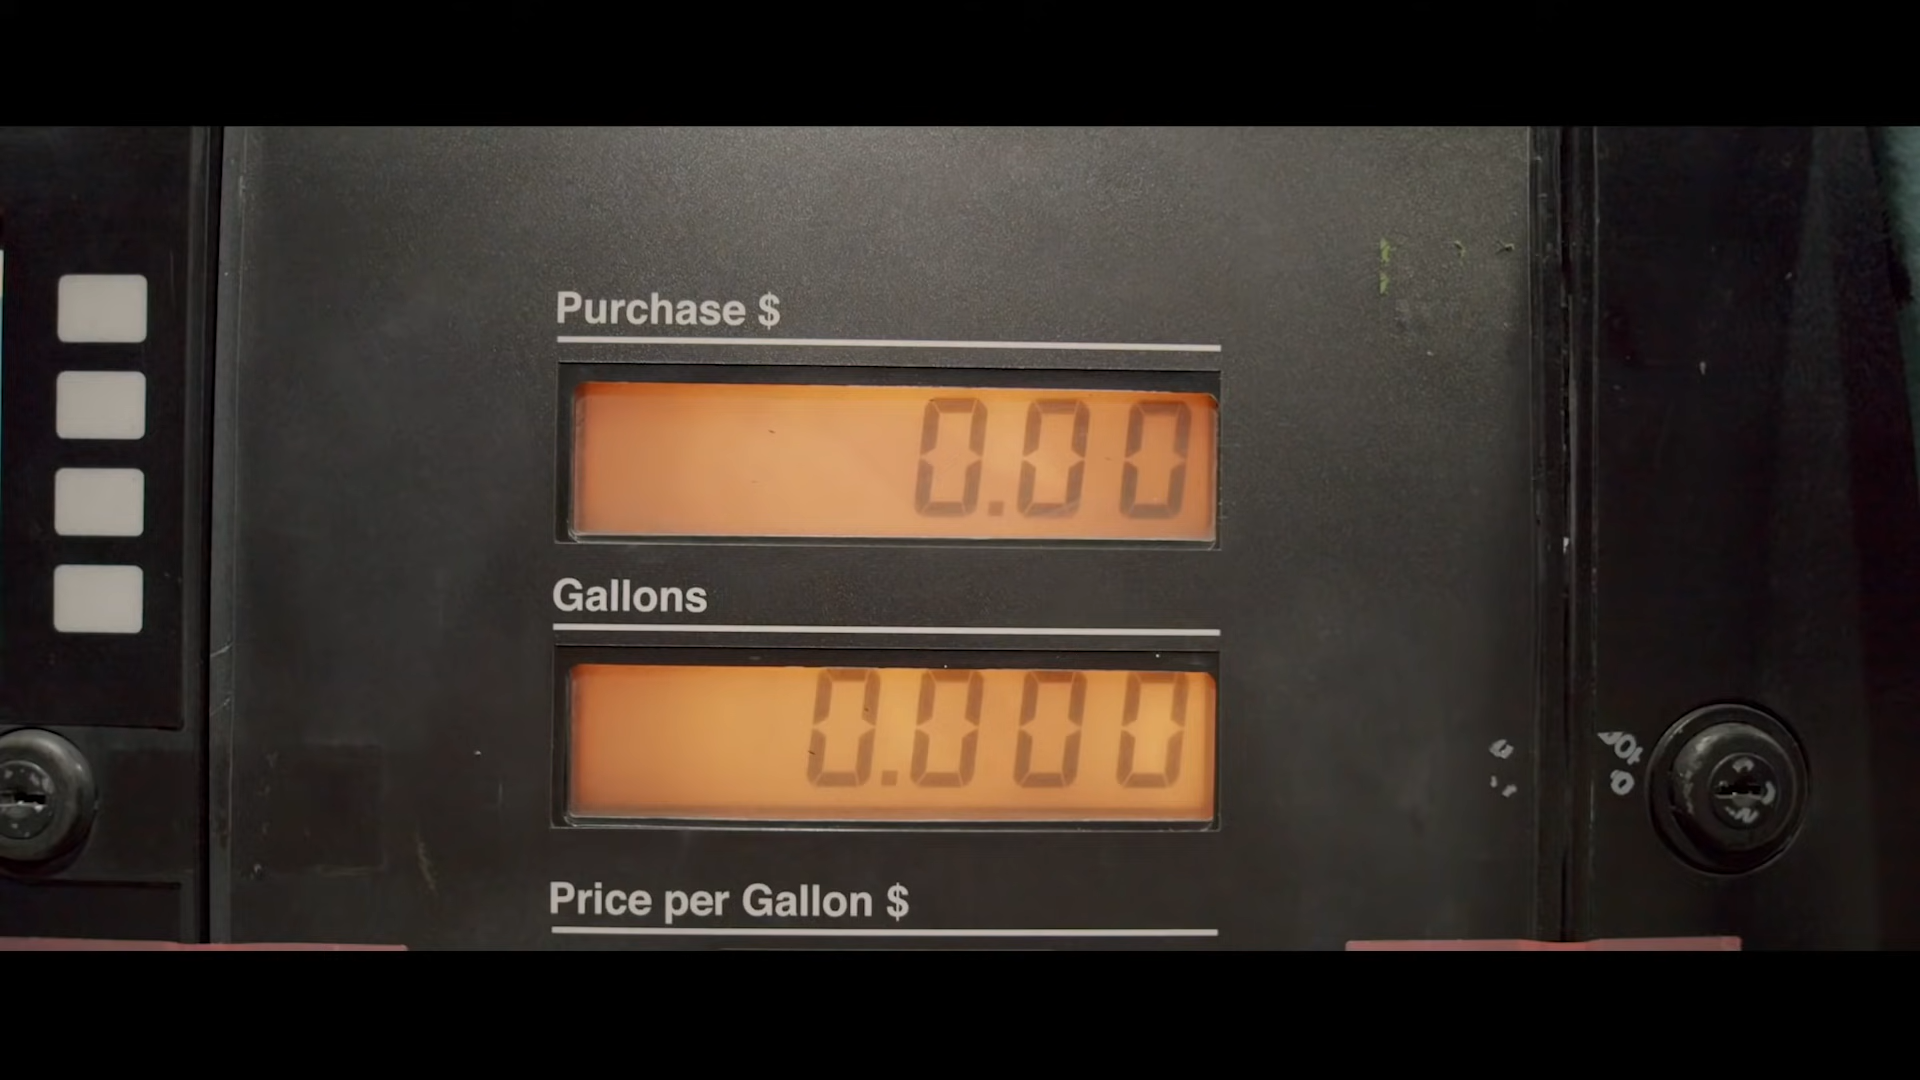 Purchase $
0.00
Gallons
0.000
Price per Gallon $